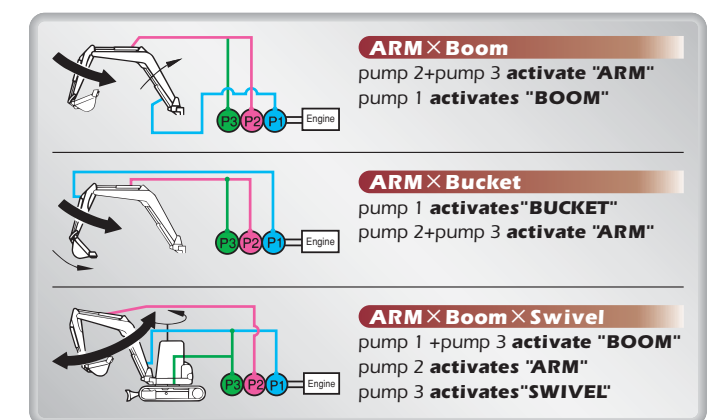 ARM×Boom
pump 2+pump 3 activate "ARM"
pump 1 activates "BOOM"
P3 P2 P1 Engine
ARM×Bucket
pump 1 activates"BUCKET"
pump 2+pump 3 activate "ARM"
P3 P2 P1 Engine
ARM×Boom×Swivel
pump 1 +pump 3 activate "BOOM"
pump 2 activates "ARM"
pump 3 activates"SWIVEL"
P3 P2 P1 Engine